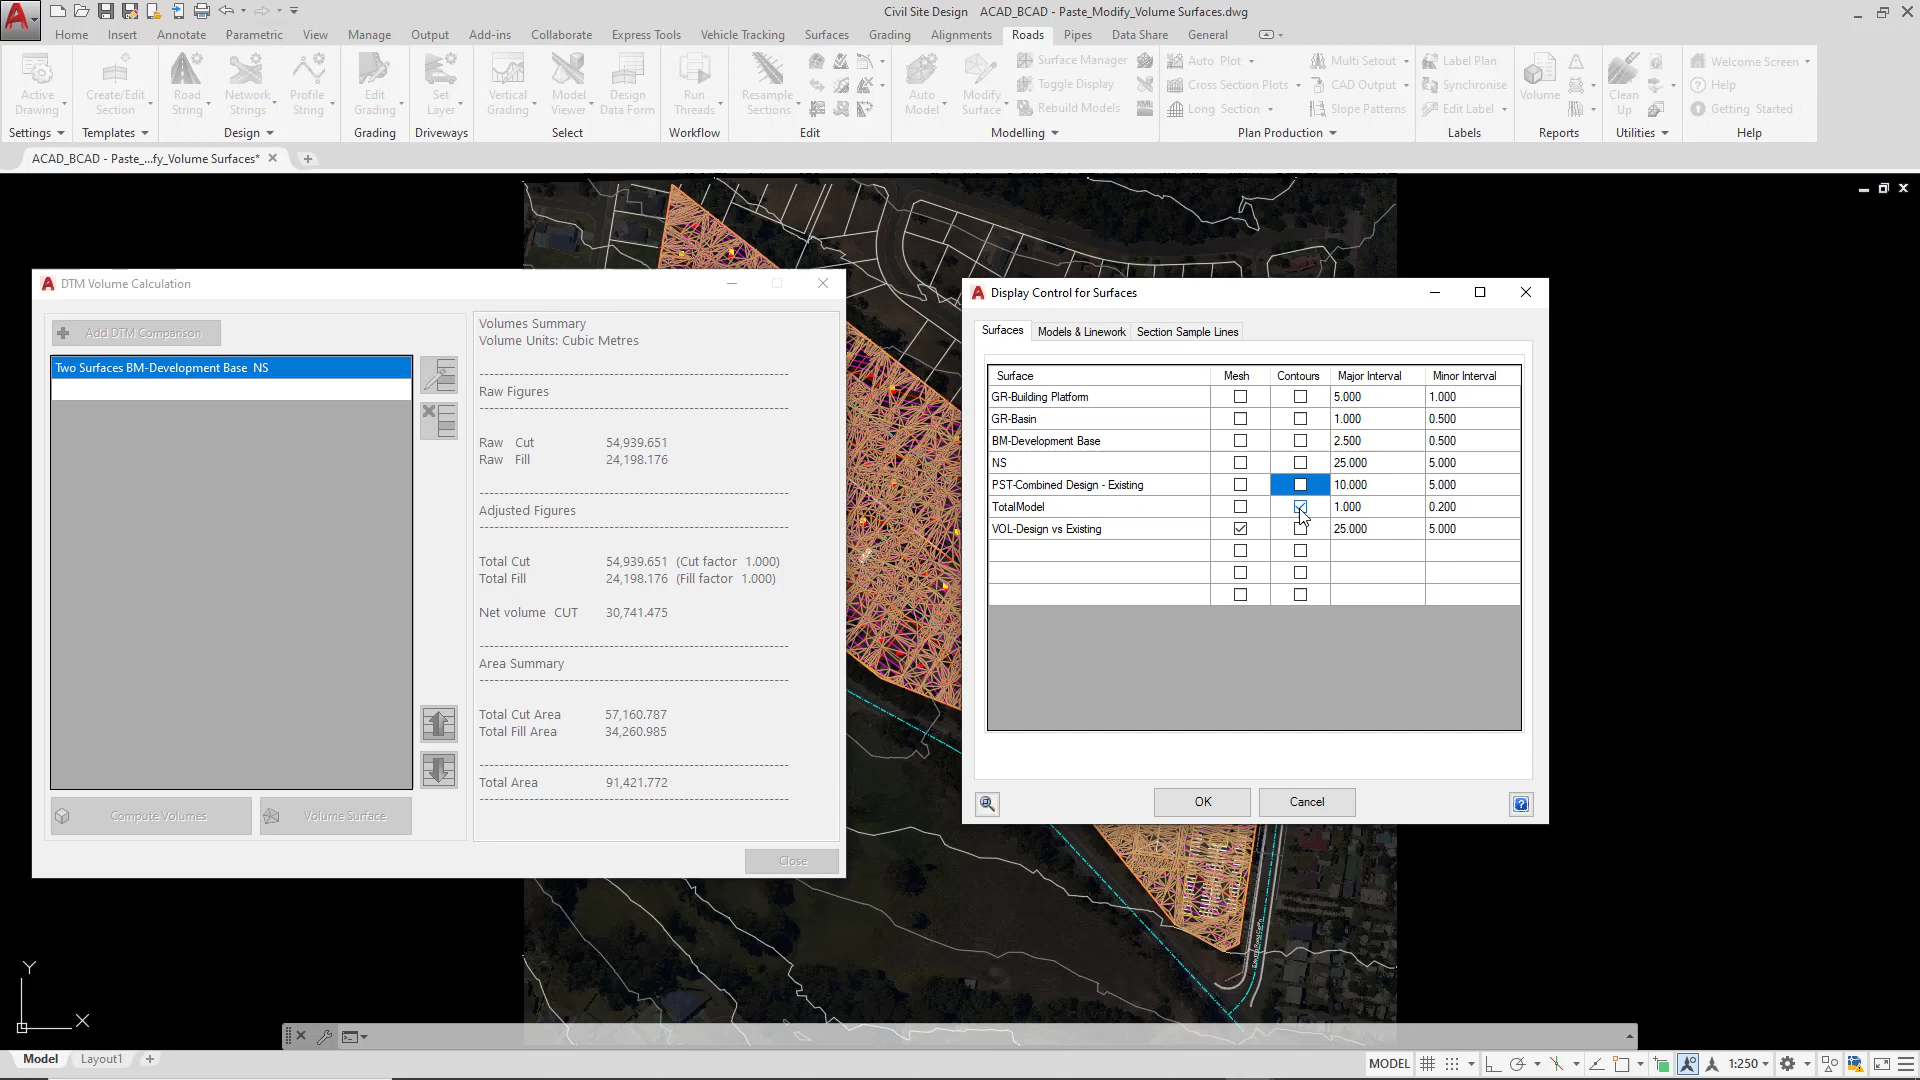 Civil Site Design ACAD_BCAD - Paste_Modify_Volume Surfaces.dwg
Home Insert Annotate Parametric View Manage Output Add-ins Collaborate Express Tools Vehicle Tracking Surfaces Grading Alignments Roads Pipes Data Share General
Active Drawing
Create/Edit Section
Road String
Network Strings
Profile String
Edit Grading
Set Layer
Vertical Grading
Model Viewer
Design Data Form
Run Threads
Resample Sections
Auto Model
Modify Surface
Surface Manager
Toggle Display
Rebuild Models
Auto Plot
Cross Section Plots
Long Section
Multi Setout
CAD Output
Slope Patterns
Label Plan
Synchronise
Edit Label
Volume
Clean Up
Welcome Screen
Help
Getting Started
Settings Templates Design Grading Driveways Select Workflow Edit Modelling Plan Production Labels Reports Utilities Help
ACAD_BCAD - Paste_...fy_Volume Surfaces*
DTM Volume Calculation
Add DTM Comparison
Two Surfaces BM-Development Base NS
Compute Volumes
Volume Surface
Volumes Summary
Volume Units: Cubic Metres
Raw Figures
Raw Cut 54,939.651
Raw Fill 24,198.176
Adjusted Figures
Total Cut 54,939.651 (Cut factor 1.000)
Total Fill 24,198.176 (Fill factor 1.000)
Net volume CUT 30,741.475
Area Summary
Total Cut Area 57,160.787
Total Fill Area 34,260.985
Total Area 91,421.772
Close
Display Control for Surfaces
Surfaces Models & Linework Section Sample Lines
Surface Mesh Contours Major Interval Minor Interval
GR-Building Platform 5.000 1.000
GR-Basin 1.000 0.500
BM-Development Base 2.500 0.500
NS 25.000 5.000
PST-Combined Design - Existing 10.000 5.000
TotalModel 1.000 0.200
VOL-Design vs Existing 25.000 5.000
OK Cancel
Y
X
Model Layout1
MODEL 1:250